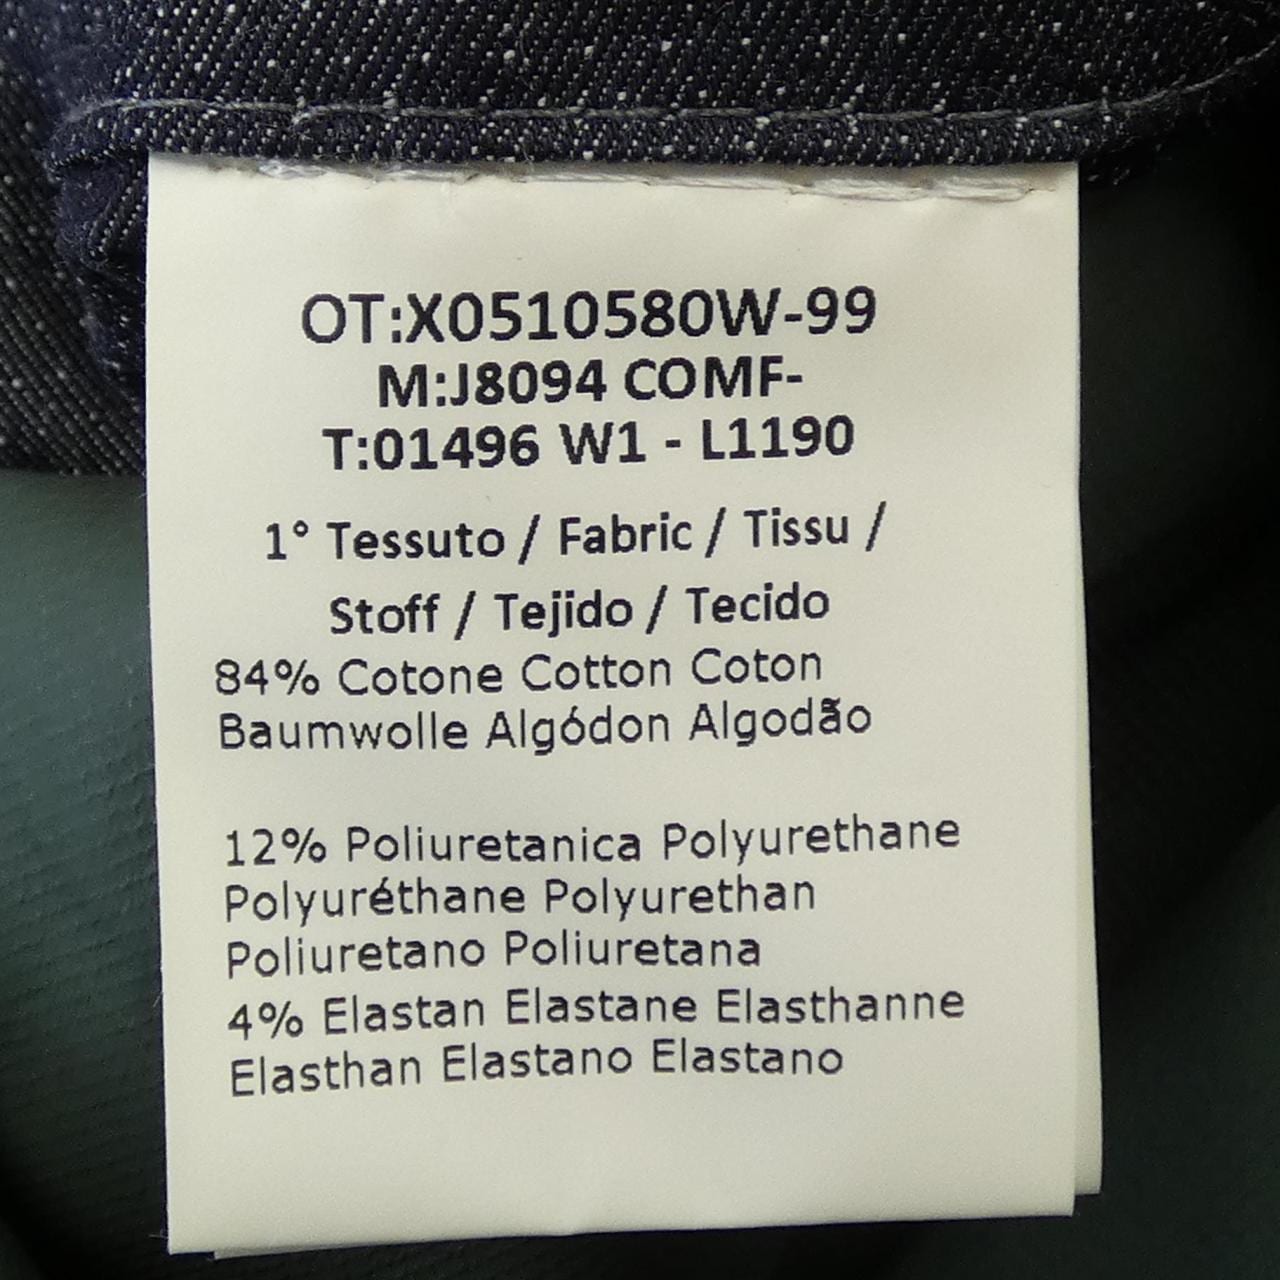 OT:X0510580W-99
M:J8094 COMF-
T:01496 W1 - L1190
1° Tessuto / Fabric / Tissu /
Stoff / Tejido / Tecido
84% Cotone Cotton Coton
Baumwolle Algódon Algodão
12% Poliuretanica Polyurethane
Polyuréthane Polyurethan
Poliuretano Poliuretana
4% Elastan Elastane Elasthanne
Elasthan Elastano Elastano